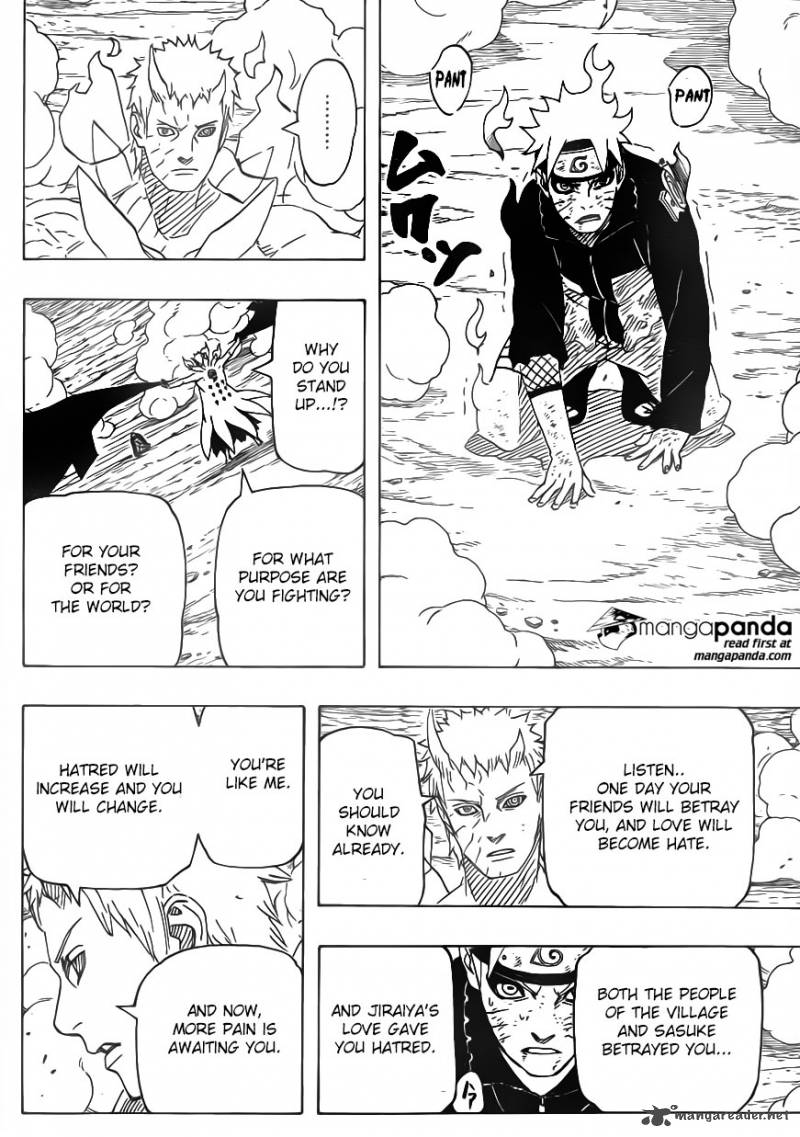 PANT
PANT
ムロッ
.........
WHY
DO YOU
STAND
UP...!?
FOR WHAT
PURPOSE ARE
YOU FIGHTING?
FOR YOUR
FRIENDS?
OR FOR
THE WORLD?
mangapanda
read first at
mangapanda.com
LISTEN..
ONE DAY YOUR
FRIENDS WILL BETRAY
YOU, AND LOVE WILL
BECOME HATE.
YOU
SHOULD
KNOW
ALREADY.
BOTH THE PEOPLE
OF THE VILLAGE
AND SASUKE
BETRAYED YOU...
AND JIRAIYA'S
LOVE GAVE
YOU HATRED.
YOU'RE
LIKE ME.
HATRED WILL
INCREASE AND YOU
WILL CHANGE.
AND NOW,
MORE PAIN IS
AWAITING YOU.
mangareader.net